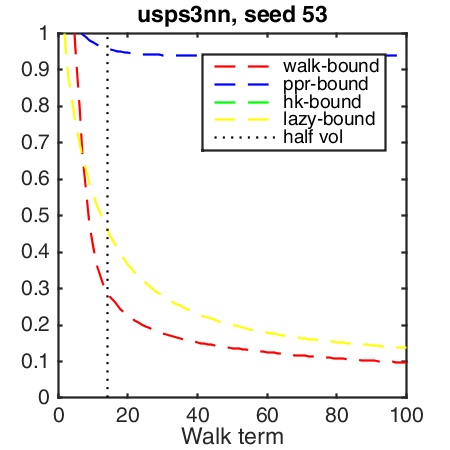 usps3nn, seed 53
1
0.9
0.8
0.7
0.6
0.5
0.4
0.3
0.2
0.1
0
walk-bound
ppr-bound
hk-bound
lazy-bound
half vol
0 20 40 60 80 100
Walk term